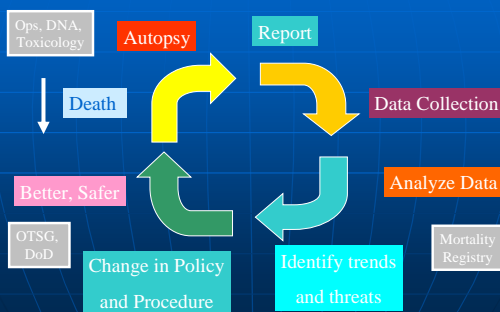 Ops, DNA,
Toxicology
Autopsy
Report
Death
Data Collection
Better, Safer
Analyze Data
OTSG,
DoD
Mortality
Registry
Change in Policy
and Procedure
Identify trends
and threats